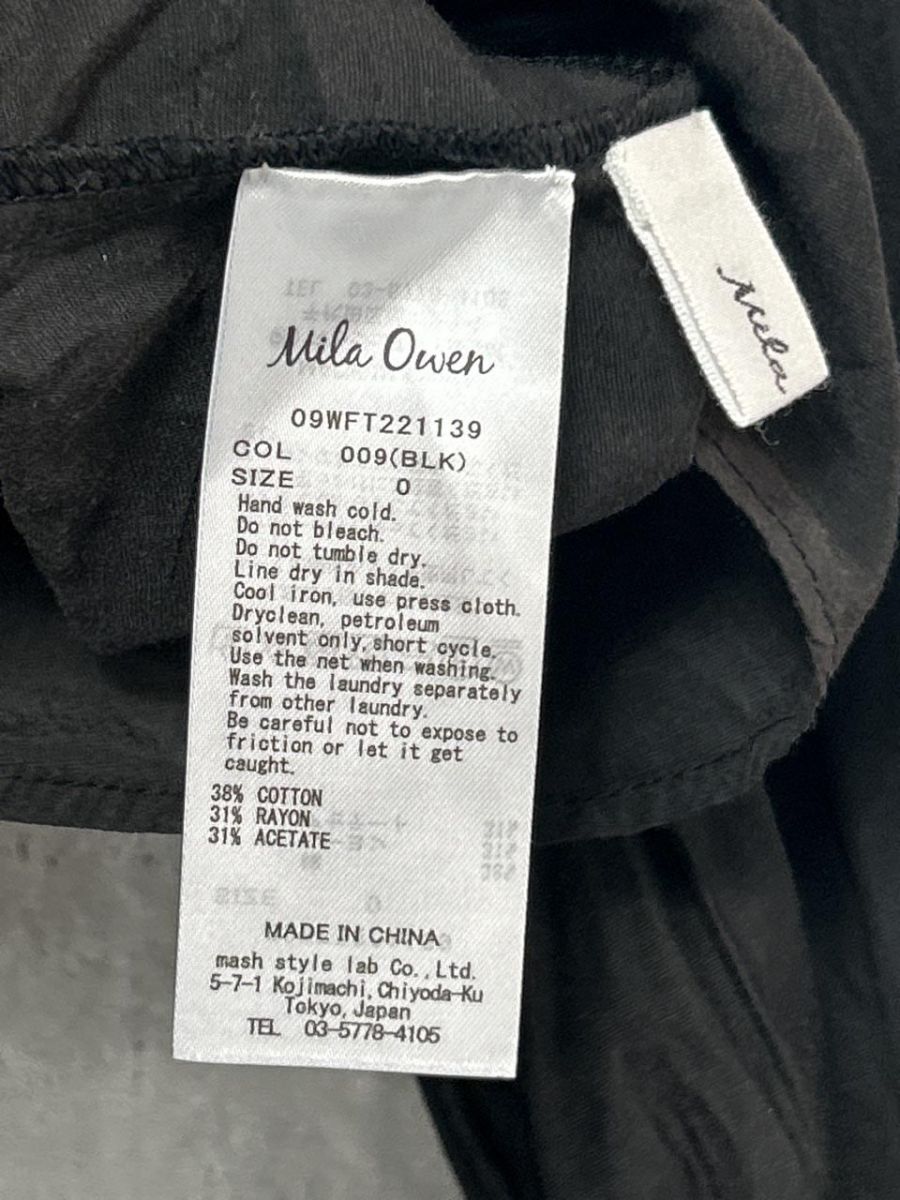 Mila Owen
09WFT221139
COL 009(BLK)
SIZE 0
Hand wash cold.
Do not bleach.
Do not tumble dry.
Line dry in shade.
Cool iron, use press cloth.
Dryclean, petroleum
solvent only,short cycle.
Use the net when washing.
Wash the laundry separately
from other laundry.
Be careful not to expose to
friction or let it get
caught.
38% COTTON
31% RAYON
31% ACETATE
MADE IN CHINA
mash style lab Co.,Ltd.
5-7-1 Kojimachi,Chiyoda-Ku
Tokyo,Japan
TEL 03-5778-4105
Mila